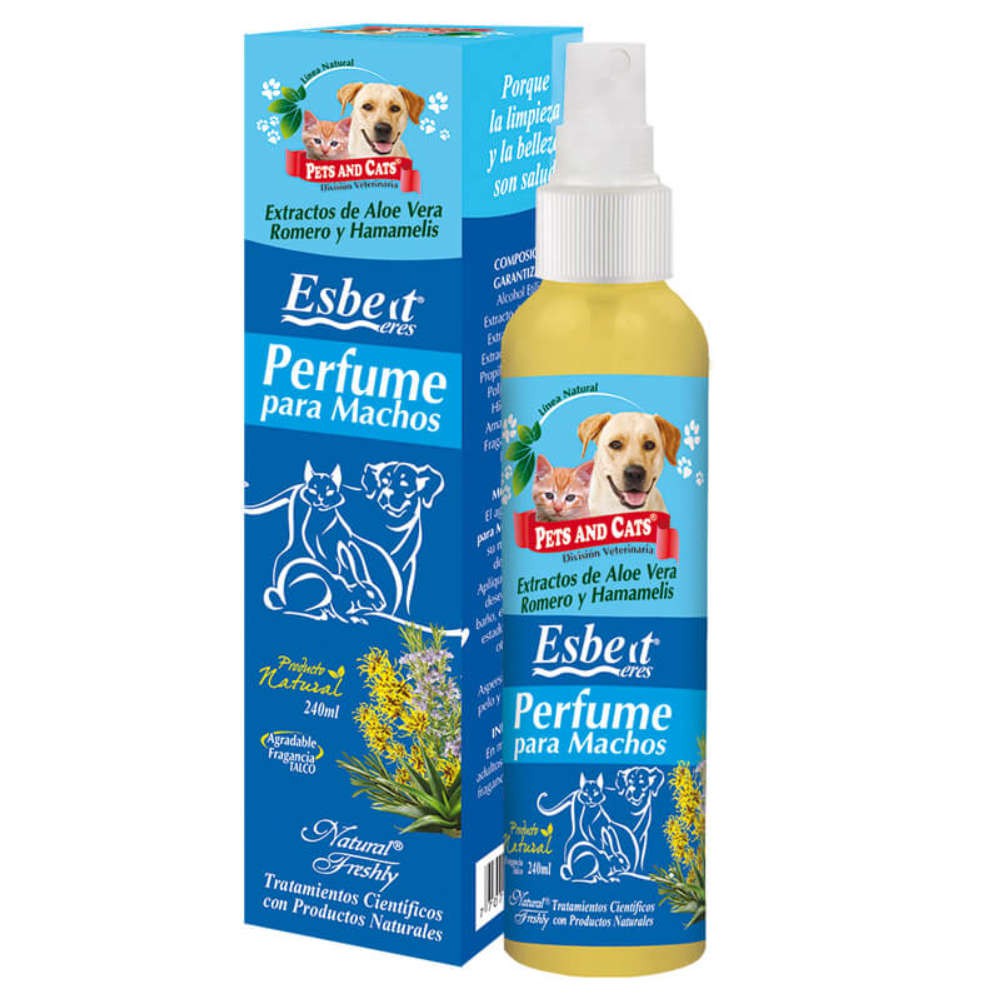 Línea Natural
PETS AND CATS®
División Veterinaria
Extractos de Aloe Vera
Romero y Hamamelis
Esbelt®
eres
Perfume
para Machos
Producto
Natural
240ml
Agradable
Fragancia
TALCO
Natural®
Freshly
Tratamientos Científicos
con Productos Naturales
Porque
la limpieza
y la belleza
son salud
Alcohol
Línea Natural
PETS AND CATS®
División Veterinaria
Extractos de Aloe Vera
Romero y Hamamelis
Esbelt®
eres
Perfume
para Machos
Producto
Natural
Fragancia
Talco
240ml
Natural®
Freshly
Tratamientos Científicos
con Productos Naturales